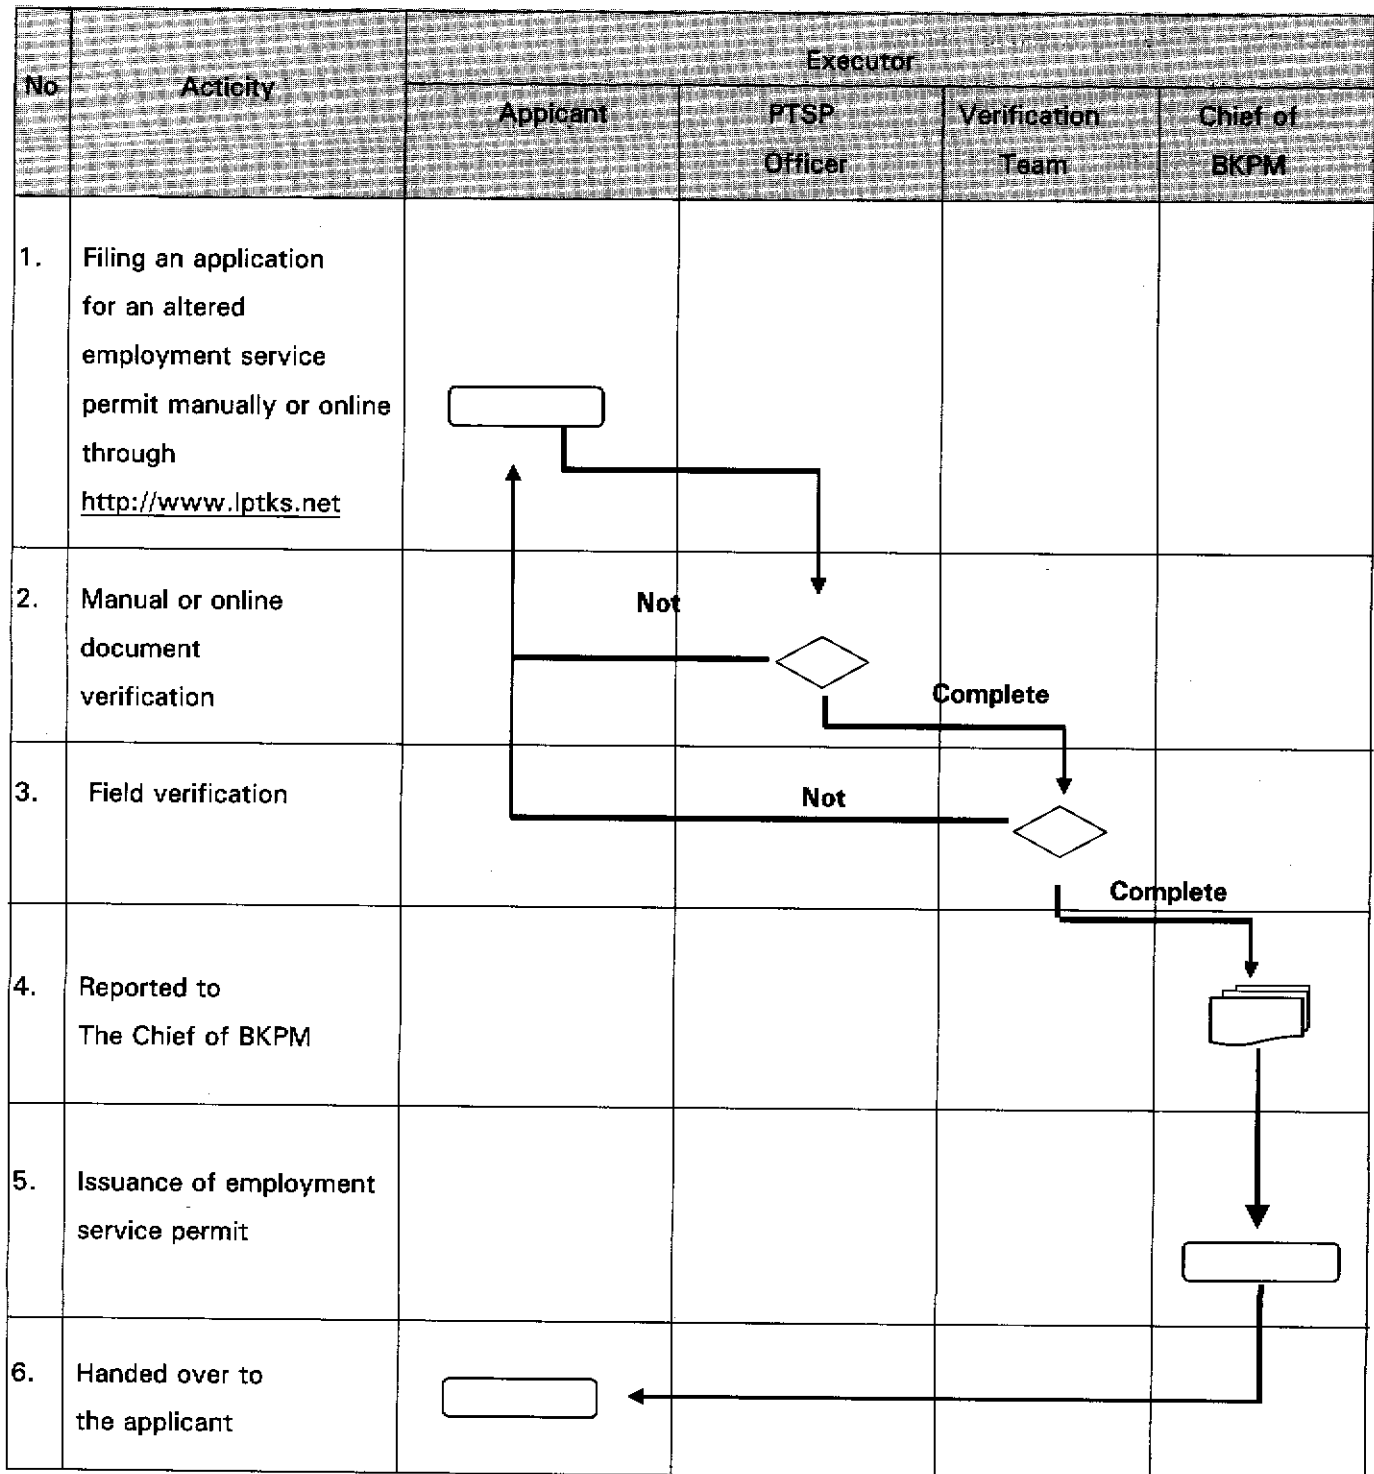 No
Acticity
Executor
Appicant
PTSP
Officer
Verification
Team
Chief of
BKPM
1.
Filing an application
for an altered
employment service
permit manually or online
through
http://www.lptks.net
2.
Manual or online
document
verification
Not
Complete
3.
Field verification
Not
Complete
4.
Reported to
The Chief of BKPM
5.
Issuance of employment
service permit
6.
Handed over to
the applicant